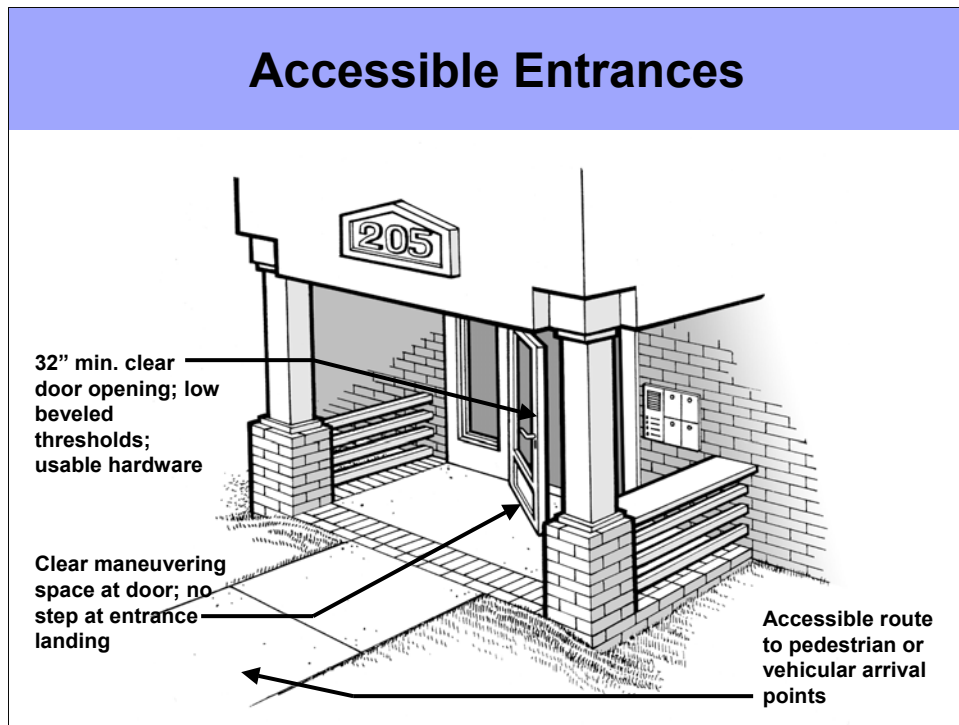 Accessible Entrances
205
32” min. clear
door opening; low
beveled
thresholds;
usable hardware
Clear maneuvering
space at door; no
step at entrance
landing
Accessible route
to pedestrian or
vehicular arrival
points